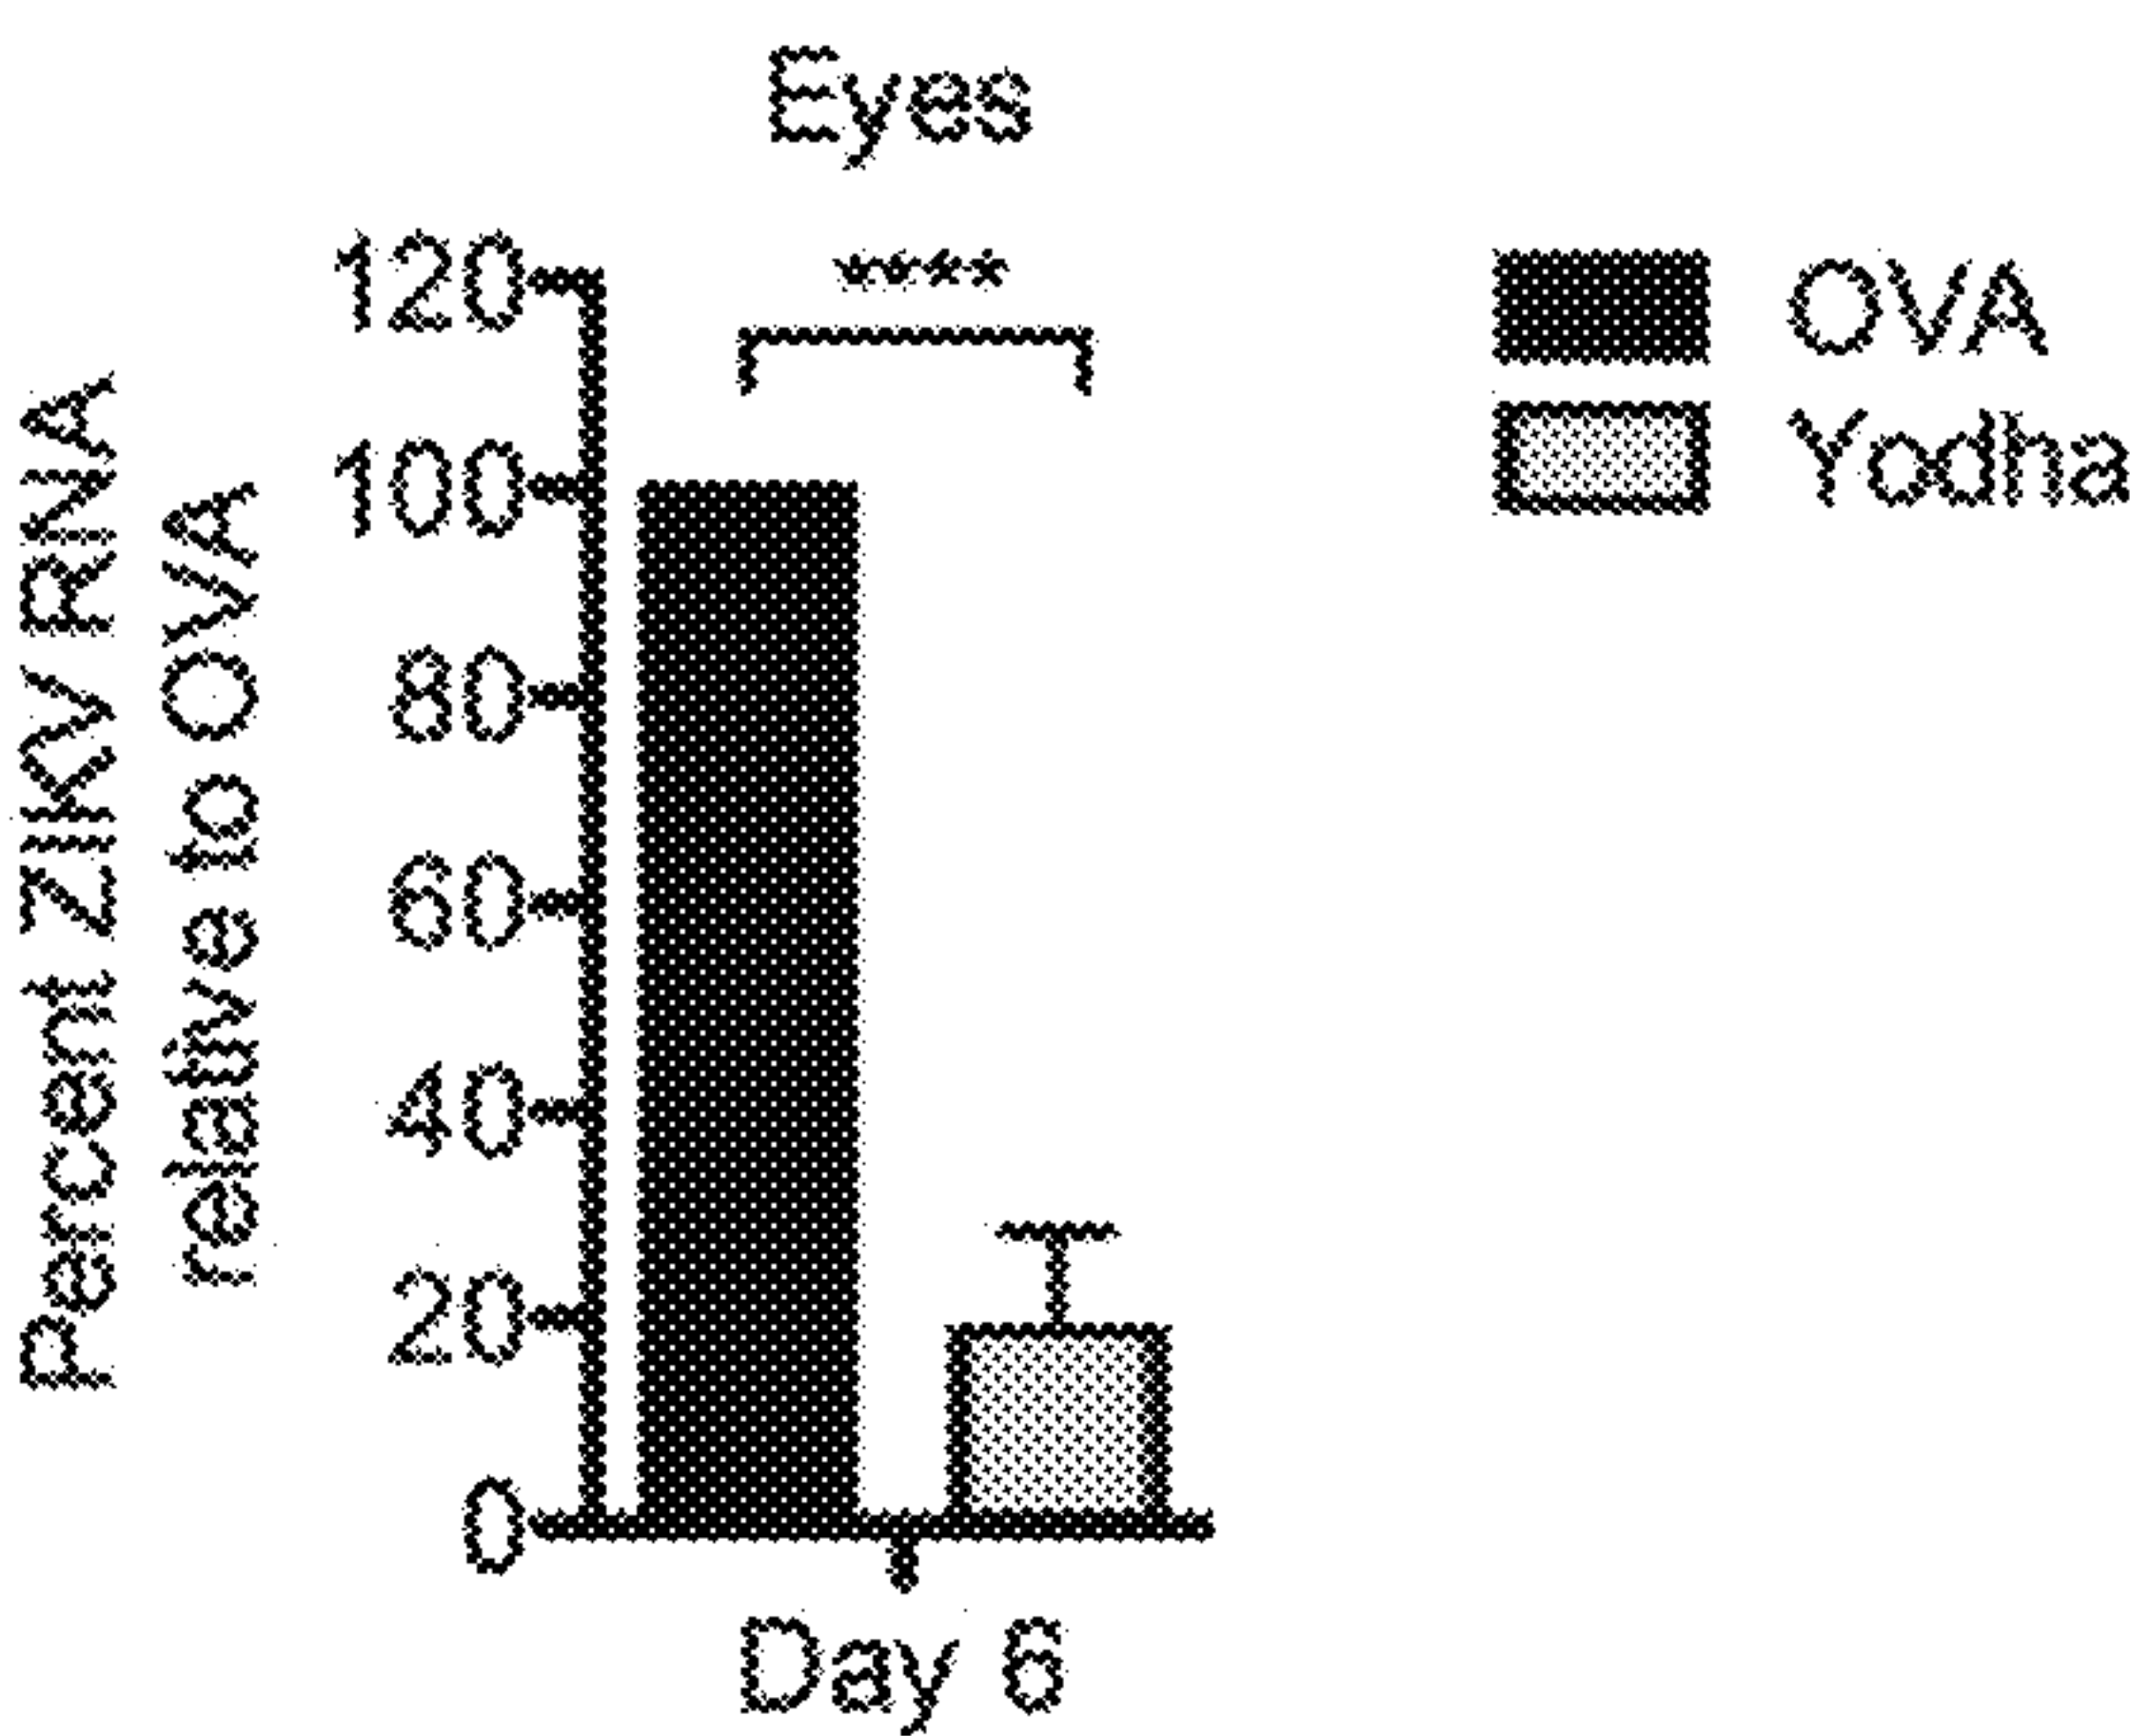 Eyes
****
120
100
80
60
40
20
0
Percent ZIKV RNA
relative to OVA
Day 6
OVA
Yodha